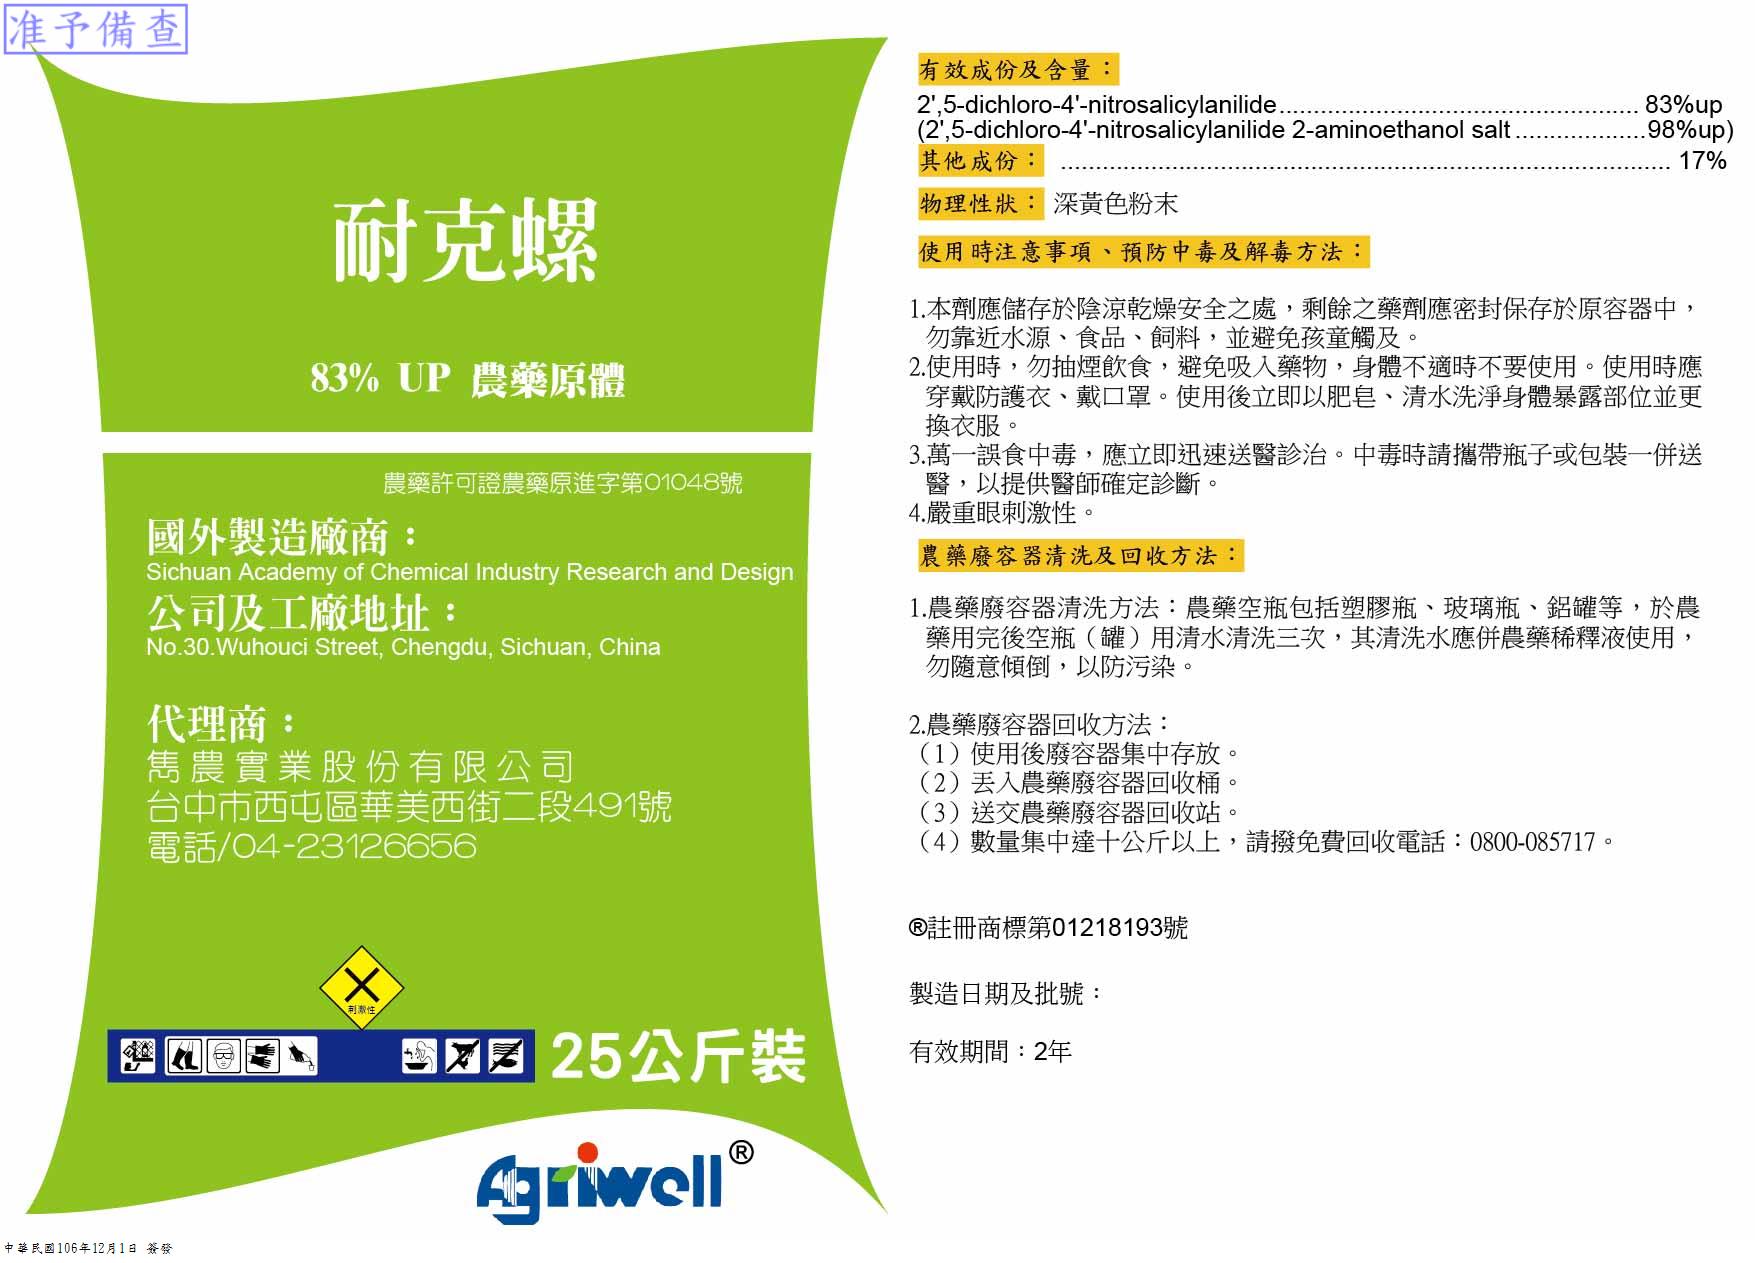 准予備查
耐克螺
83% UP 農藥原體
農藥許可證農藥原進字第01048號
國外製造廠商：
Sichuan Academy of Chemical Industry Research and Design
公司及工廠地址：
No.30.Wuhouci Street, Chengdu, Sichuan, China
代理商：
雋農實業股份有限公司
台中市西屯區華美西街二段491號
電話/04-23126656
刺激性
25公斤裝
Agriwell®
有效成份及含量：
2',5-dichloro-4'-nitrosalicylanilide.................................................... 83%up
(2',5-dichloro-4'-nitrosalicylanilide 2-aminoethanol salt ...................98%up)
其他成份： ........................................................................................ 17%
物理性狀： 深黃色粉末
使用時注意事項、預防中毒及解毒方法：
1.本劑應儲存於陰涼乾燥安全之處，剩餘之藥劑應密封保存於原容器中，
勿靠近水源、食品、飼料，並避免孩童觸及。
2.使用時，勿抽煙飲食，避免吸入藥物，身體不適時不要使用。使用時應
穿戴防護衣、戴口罩。使用後立即以肥皂、清水洗淨身體暴露部位並更
換衣服。
3.萬一誤食中毒，應立即迅速送醫診治。中毒時請攜帶瓶子或包裝一併送
醫，以提供醫師確定診斷。
4.嚴重眼刺激性。
農藥廢容器清洗及回收方法：
1.農藥廢容器清洗方法：農藥空瓶包括塑膠瓶、玻璃瓶、鋁罐等，於農
藥用完後空瓶（罐）用清水清洗三次，其清洗水應併農藥稀釋液使用，
勿隨意傾倒，以防污染。
2.農藥廢容器回收方法：
（1）使用後廢容器集中存放。
（2）丟入農藥廢容器回收桶。
（3）送交農藥廢容器回收站。
（4）數量集中達十公斤以上，請撥免費回收電話：0800-085717。
®註冊商標第01218193號
製造日期及批號：
有效期間：2年
中華民國106年12月1日 簽發